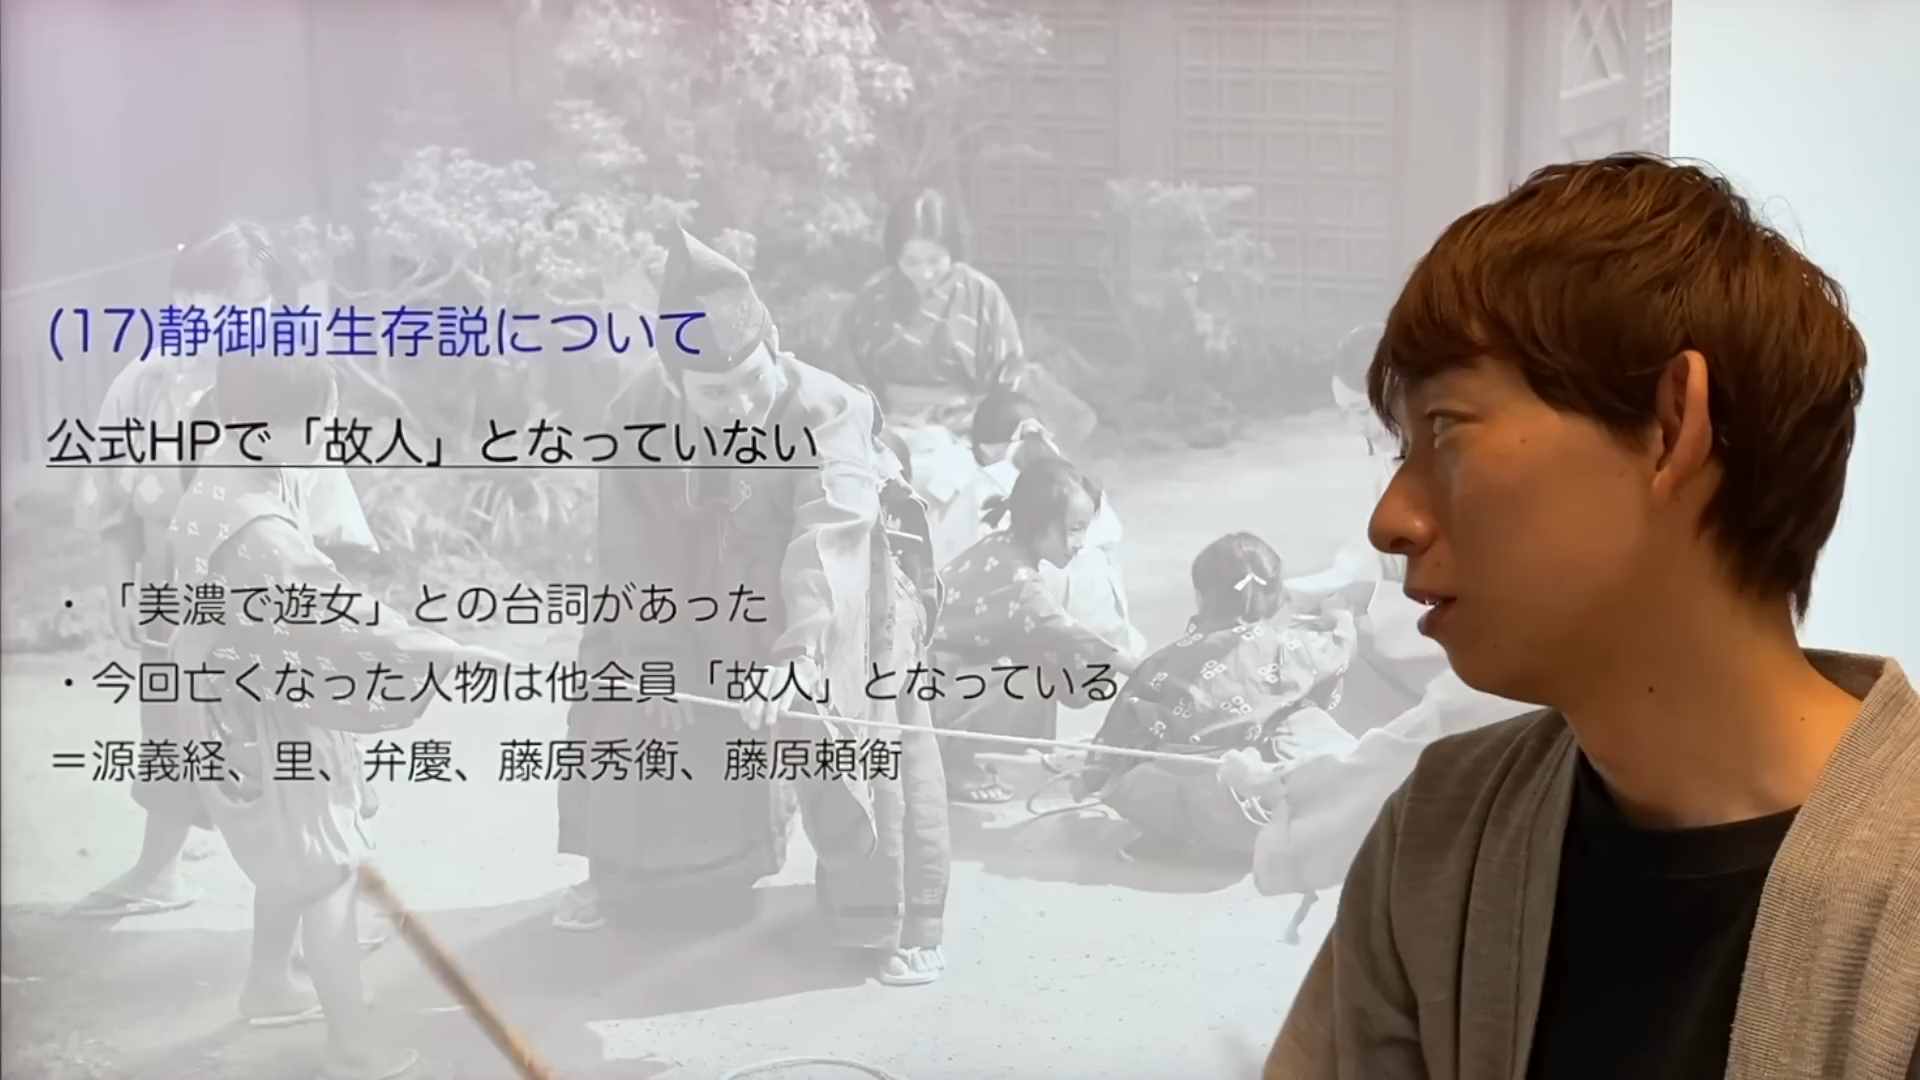 (17)静御前生存説について
公式HPで「故人」となっていない
・「美濃で遊女」との台詞があった
・今回亡くなった人物は他全員「故人」となっている
＝源義経、里、弁慶、藤原秀衡、藤原頼衡